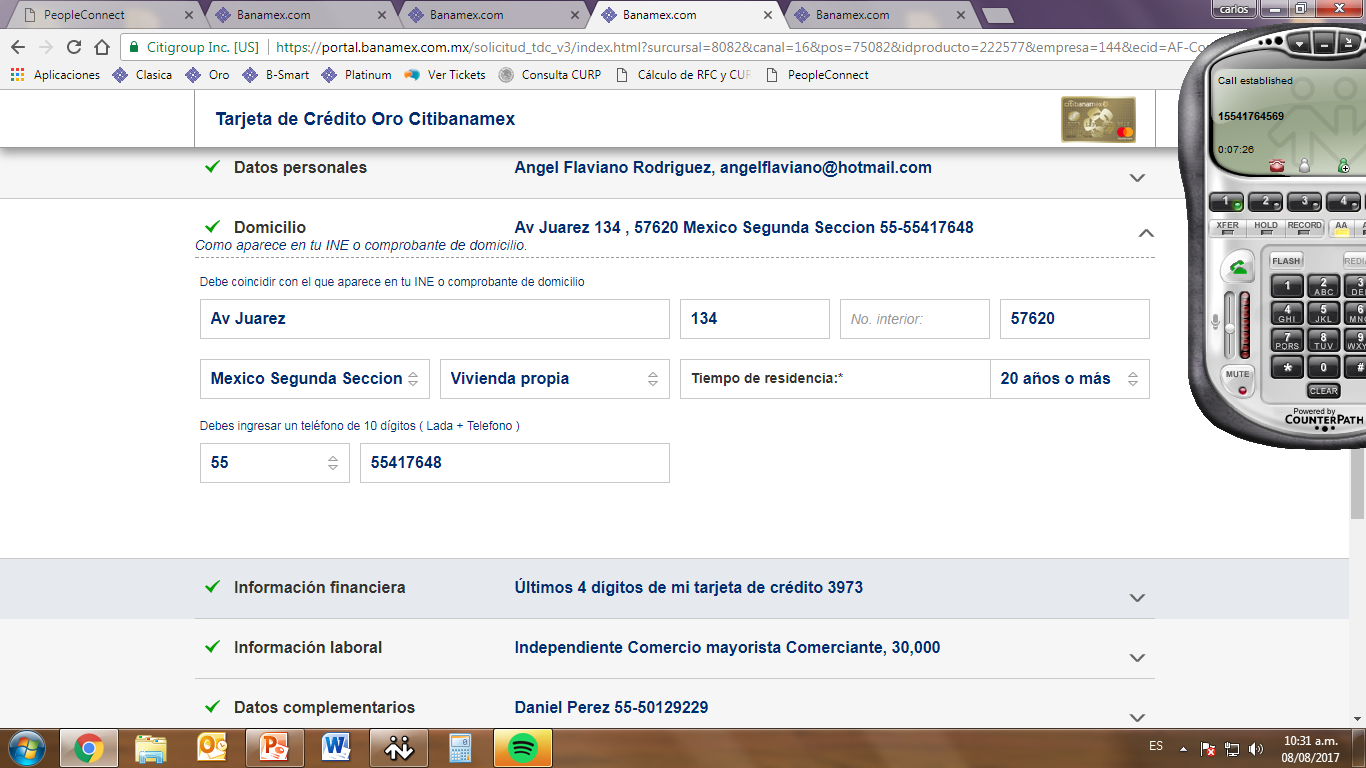 PeopleConnect
Banamex.com
Banamex.com
Banamex.com
Banamex.com
carlos
Citigroup Inc. [US]
https://portal.banamex.com.mx/solicitud_tdc_v3/index.html?surcursal=8082&canal=16&pos=75082&idproducto=222577&empresa=144&ecid=AF-Co
Aplicaciones
Clasica
Oro
B-Smart
Platinum
Ver Tickets
Consulta CURP
Cálculo de RFC y CUR
PeopleConnect
Tarjeta de Crédito Oro Citibanamex
citibanamex
Datos personales
Angel Flaviano Rodriguez, angelflaviano@hotmail.com
Domicilio
Av Juarez 134 , 57620 Mexico Segunda Seccion 55-55417648
Como aparece en tu INE o comprobante de domicilio.
Debe coincidir con el que aparece en tu INE o comprobante de domicilio
Av Juarez
134
No. interior:
57620
Mexico Segunda Seccion
Vivienda propia
Tiempo de residencia:*
20 años o más
Debes ingresar un teléfono de 10 dígitos ( Lada + Telefono )
55
55417648
Información financiera
Últimos 4 dígitos de mi tarjeta de crédito 3973
Información laboral
Independiente Comercio mayorista Comerciante, 30,000
Datos complementarios
Daniel Perez 55-50129229
Call established
15541764569
0:07:26
1
2
3
4
XFER
HOLD
RECORD
AA
A
FLASH
REDI
1
2 ABC
3 DE
4 GHI
5 JKL
6 MN
7 PQRS
8 TUV
9 WXY
*
0
#
MUTE
CLEAR
Powered by
COUNTERPATH
ES
10:31 a.m.
08/08/2017